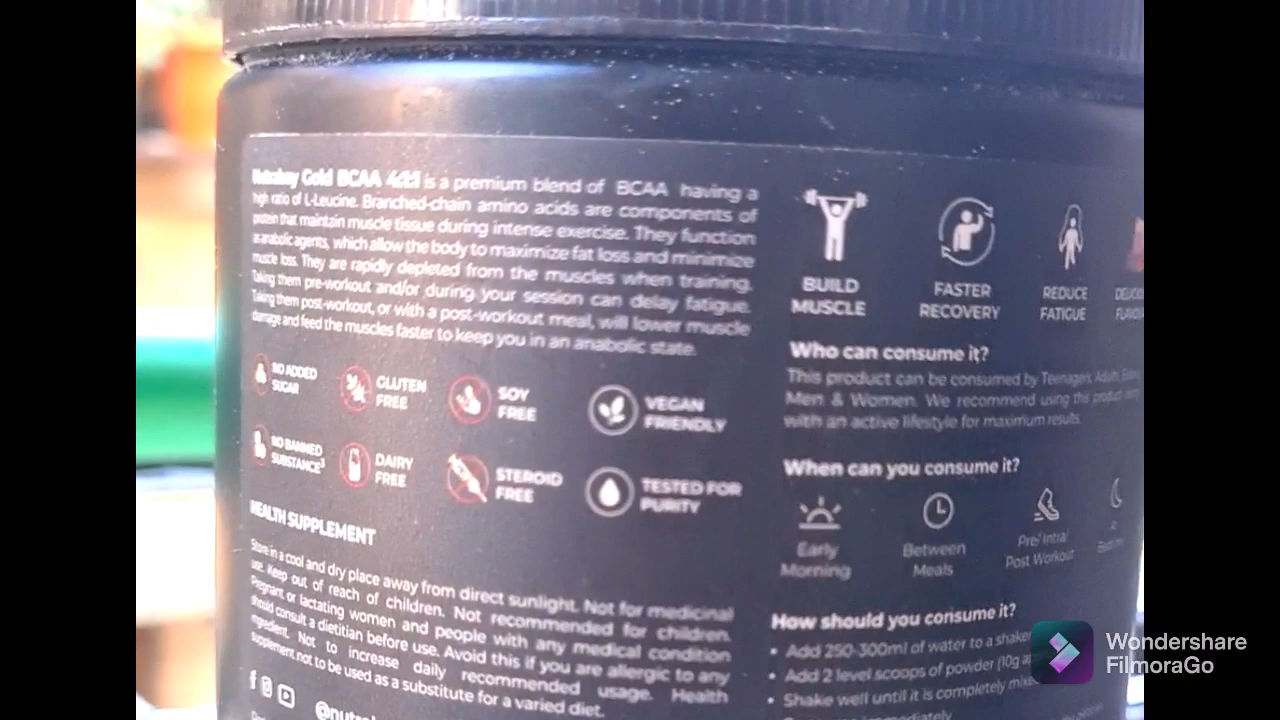 Nutrabay Gold BCAA 4:1:1 is a premium blend of BCAA having a
high ratio of L-Leucine. Branched-chain amino acids are components of
protein that maintain muscle tissue during intense exercise. They function
as anabolic agents, which allow the body to maximize fat loss and minimize
muscle loss. They are rapidly depleted from the muscles when training.
Taking them pre-workout and/or during your session can delay fatigue.
Taking them post-workout, or with a post-workout meal, will lower muscle
damage and feed the muscles faster to keep you in an anabolic state.
NO ADDED
SUGAR
GLUTEN
FREE
SOY
FREE
VEGAN
FRIENDLY
NO BANNED
SUBSTANCE
DAIRY
FREE
STEROID
FREE
TESTED FOR
PURITY
HEALTH SUPPLEMENT
Store in a cool and dry place away from direct sunlight. Not for medicinal
use. Keep out of reach of children. Not recommended for children.
Pregnant or lactating women and people with any medical condition
should consult a dietitian before use. Avoid this if you are allergic to any
ingredient. Not to increase daily recommended usage. Health
supplement not to be used as a substitute for a varied diet.
BUILD
MUSCLE
FASTER
RECOVERY
REDUCE
FATIGUE
Who can consume it?
This product can be consumed by Teenagers, Adults,
Men & Women. We recommend using this product
with an active lifestyle for maximum results.
When can you consume it?
Early
Morning
Between
Meals
Pre/ Intra/
Post Workout
How should you consume it?
• Add 250-300ml of water to a shaker
• Add 2 level scoops of powder (10g
• Shake well until it is completely
Wondershare
FilmoraGo